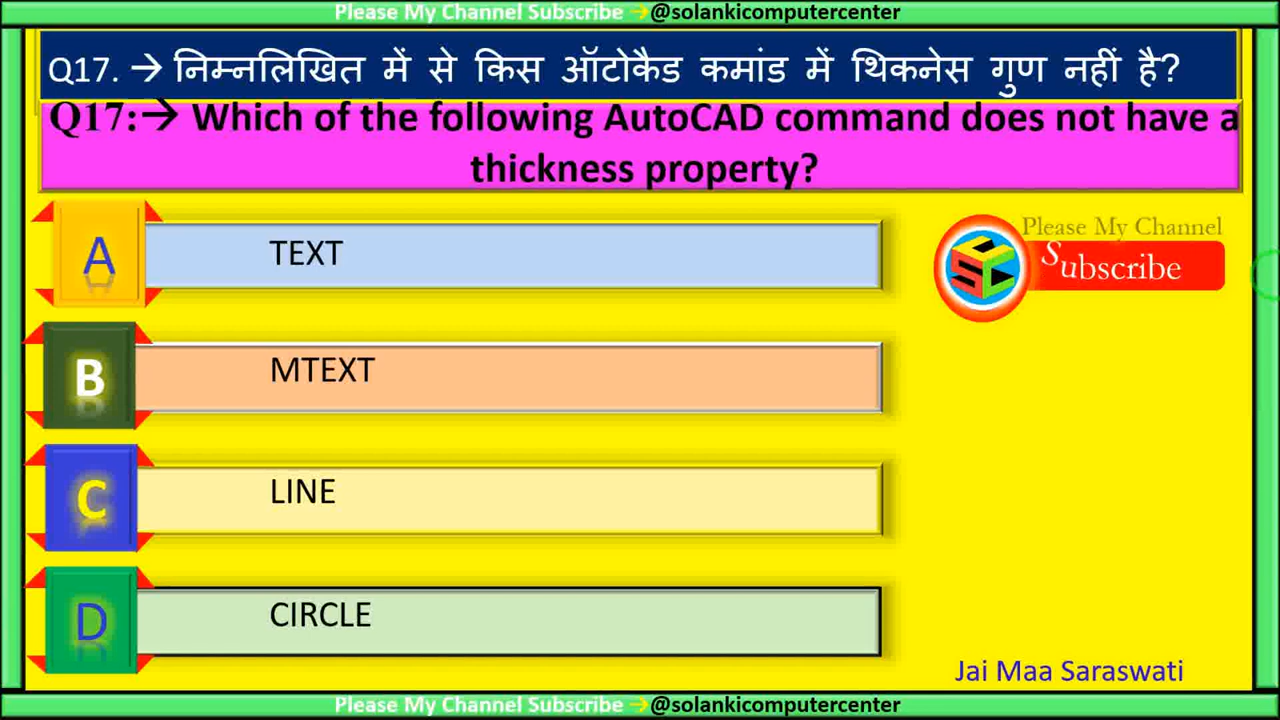 Please My Channel Subscribe →@solankicomputercenter
Q17. → निम्नलिखित में से किस ऑटोकैड कमांड में थिकनेस गुण नहीं है?
Q17:→ Which of the following AutoCAD command does not have a
thickness property?
A TEXT
Please My Channel
Subscribe
B MTEXT
C LINE
D CIRCLE
Jai Maa Saraswati
Please My Channel Subscribe →@solankicomputercenter